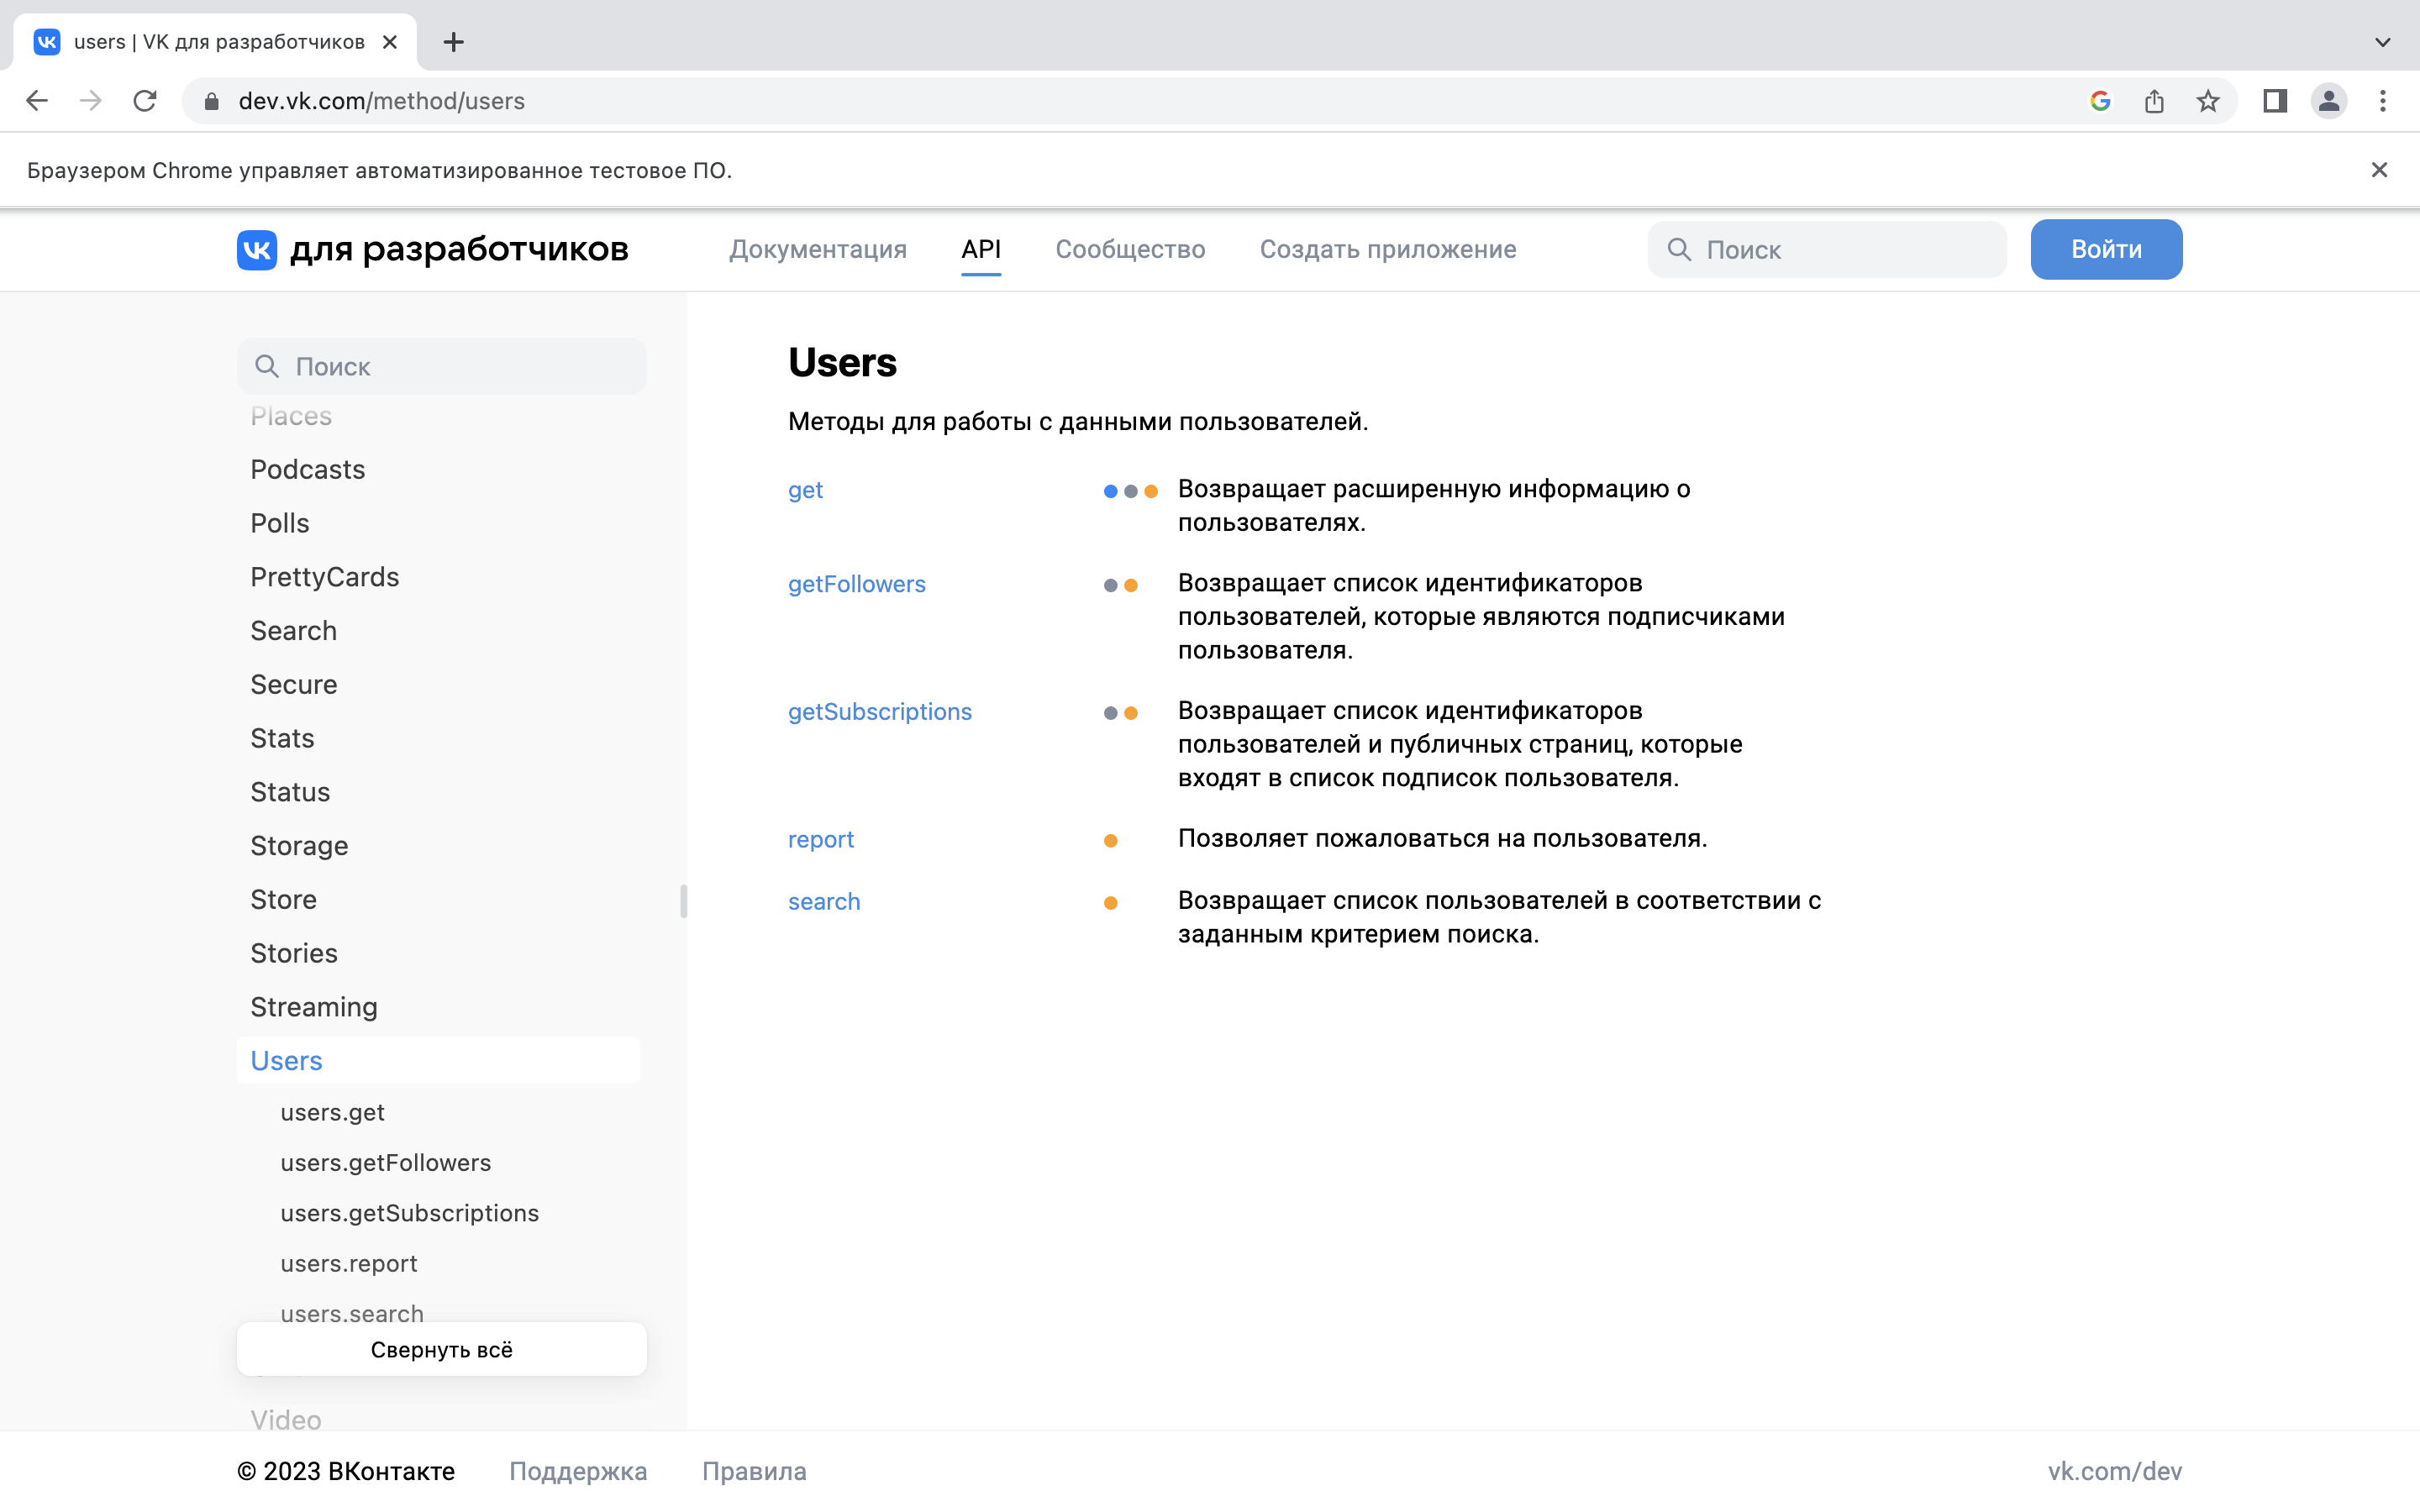 users | VK для разработчиков
dev.vk.com/method/users
Браузером Chrome управляет автоматизированное тестовое ПО.
VK для разработчиков
Документация
API
Сообщество
Создать приложение
Поиск
Войти
Поиск
Places
Podcasts
Polls
PrettyCards
Search
Secure
Stats
Status
Storage
Store
Stories
Streaming
Users
users.get
users.getFollowers
users.getSubscriptions
users.report
users.search
Свернуть всё
Video
Users
Методы для работы с данными пользователей.
get
Возвращает расширенную информацию о
пользователях.
getFollowers
Возвращает список идентификаторов
пользователей, которые являются подписчиками
пользователя.
getSubscriptions
Возвращает список идентификаторов
пользователей и публичных страниц, которые
входят в список подписок пользователя.
report
Позволяет пожаловаться на пользователя.
search
Возвращает список пользователей в соответствии с
заданным критерием поиска.
© 2023 ВКонтакте
Поддержка
Правила
vk.com/dev